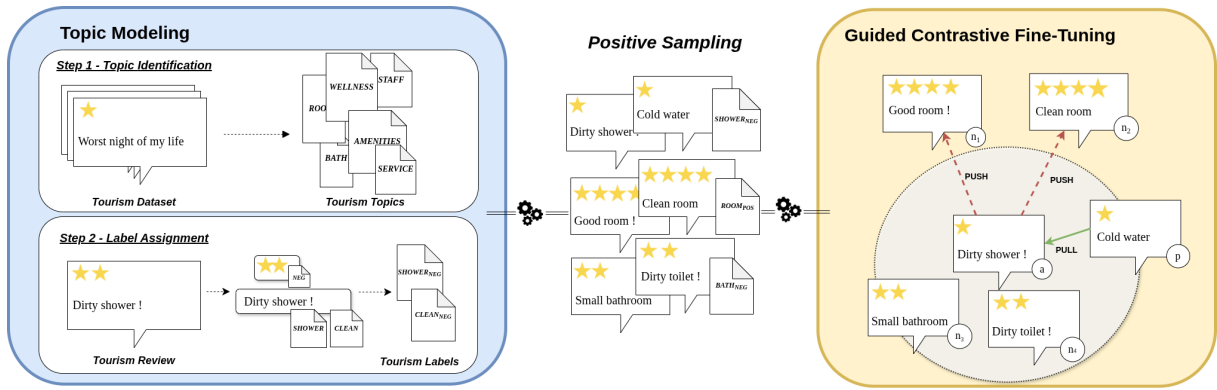 Topic Modeling
Step 1 - Topic Identification
Worst night of my life
Tourism Dataset
WELLNESS
STAFF
ROO
AMENITIES
BATH
SERVICE
Tourism Topics
Step 2 - Label Assignment
Dirty shower !
Tourism Review
NEG
Dirty shower !
SHOWER
CLEAN
SHOWERNEG
CLEANNEG
Tourism Labels
Positive Sampling
Cold water
Dirty shower !
SHOWERNEG
Clean room
Good room !
ROOMPOS
Dirty toilet !
Small bathroom
BATHNEG
Guided Contrastive Fine-Tuning
Good room !
n1
Clean room
n2
PUSH
PUSH
Dirty shower !
a
PULL
Cold water
p
Small bathroom
n3
Dirty toilet !
n4